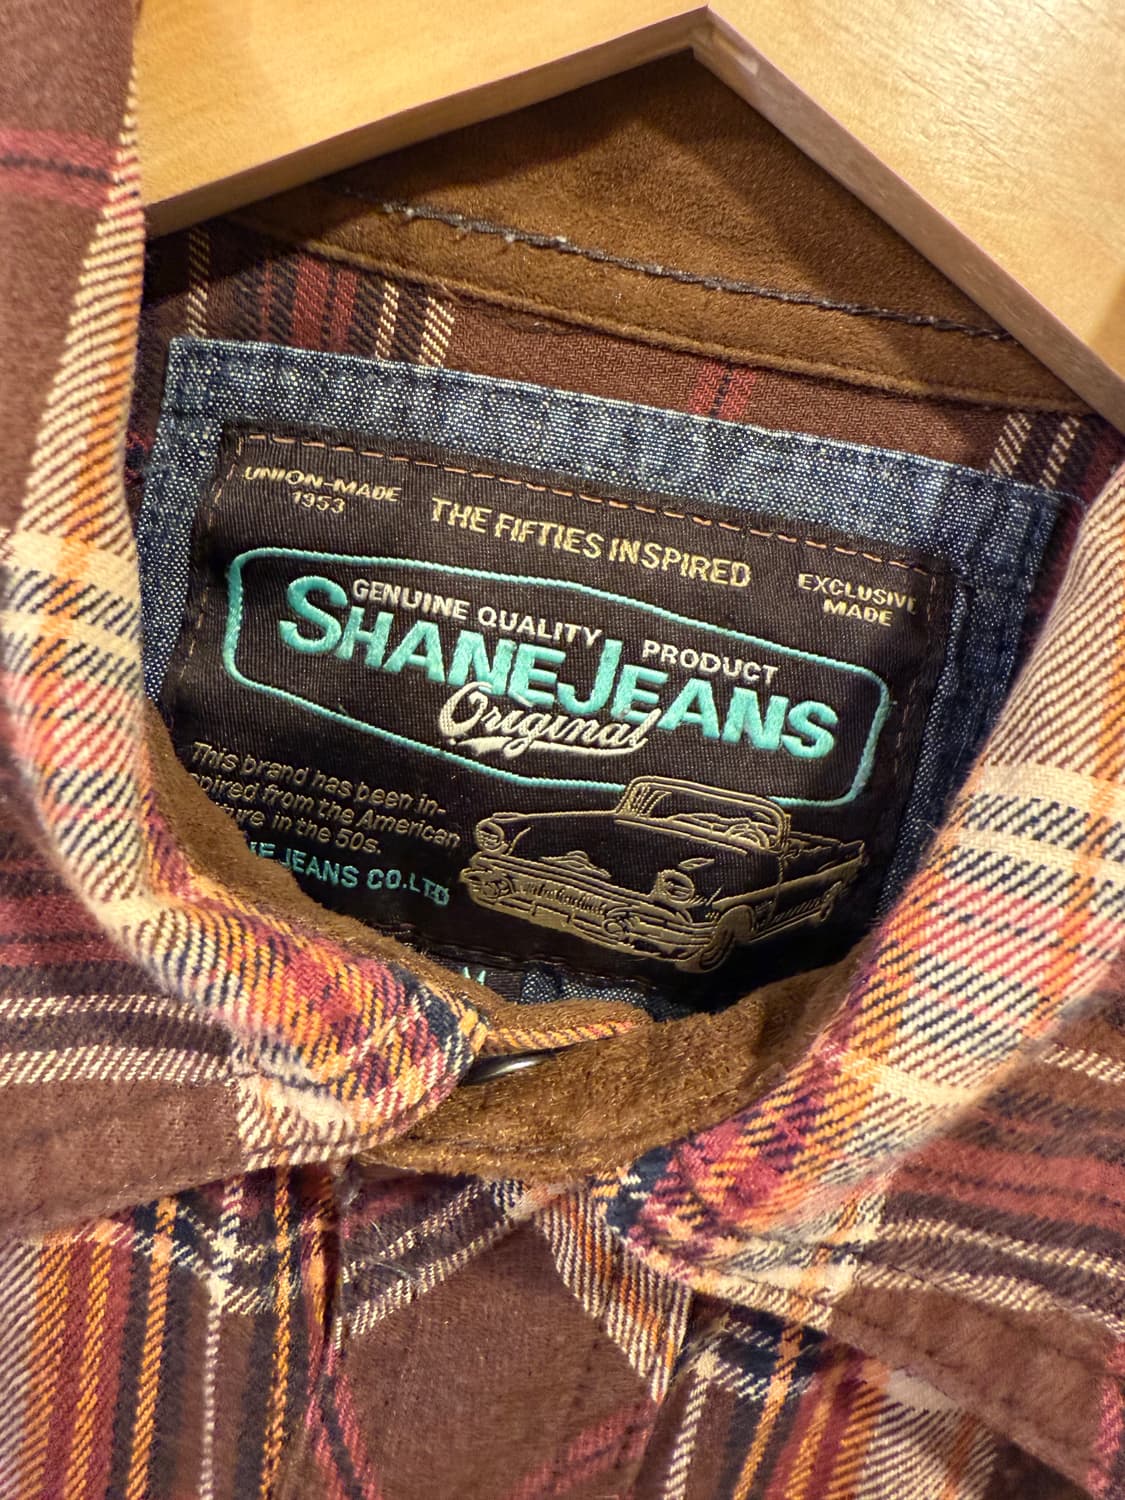 UNION-MADE
1953
THE FIFTIES INSPIRED
EXCLUSIVE
MADE
GENUINE QUALITY PRODUCT
SHANEJEANS
Original
This brand has been in-
pired from the American
in the 50s.
JEANS CO.LTD